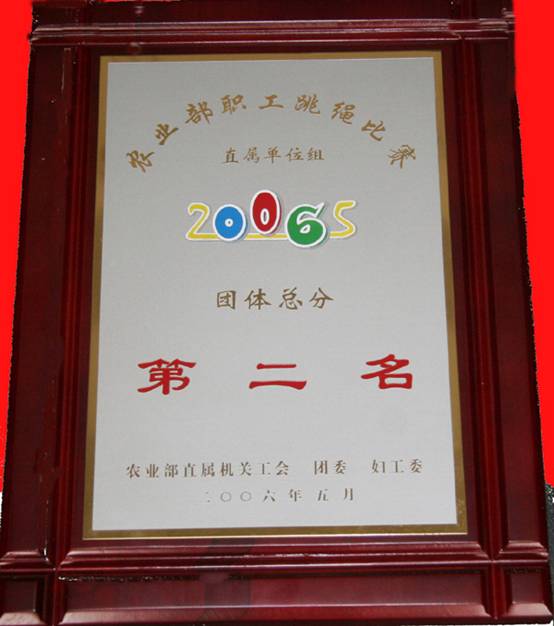 农业部职工跳绳比赛
直属单位组
20065
团体总分
第二名
农业部直属机关工会 团委 妇工委
二〇〇六年五月